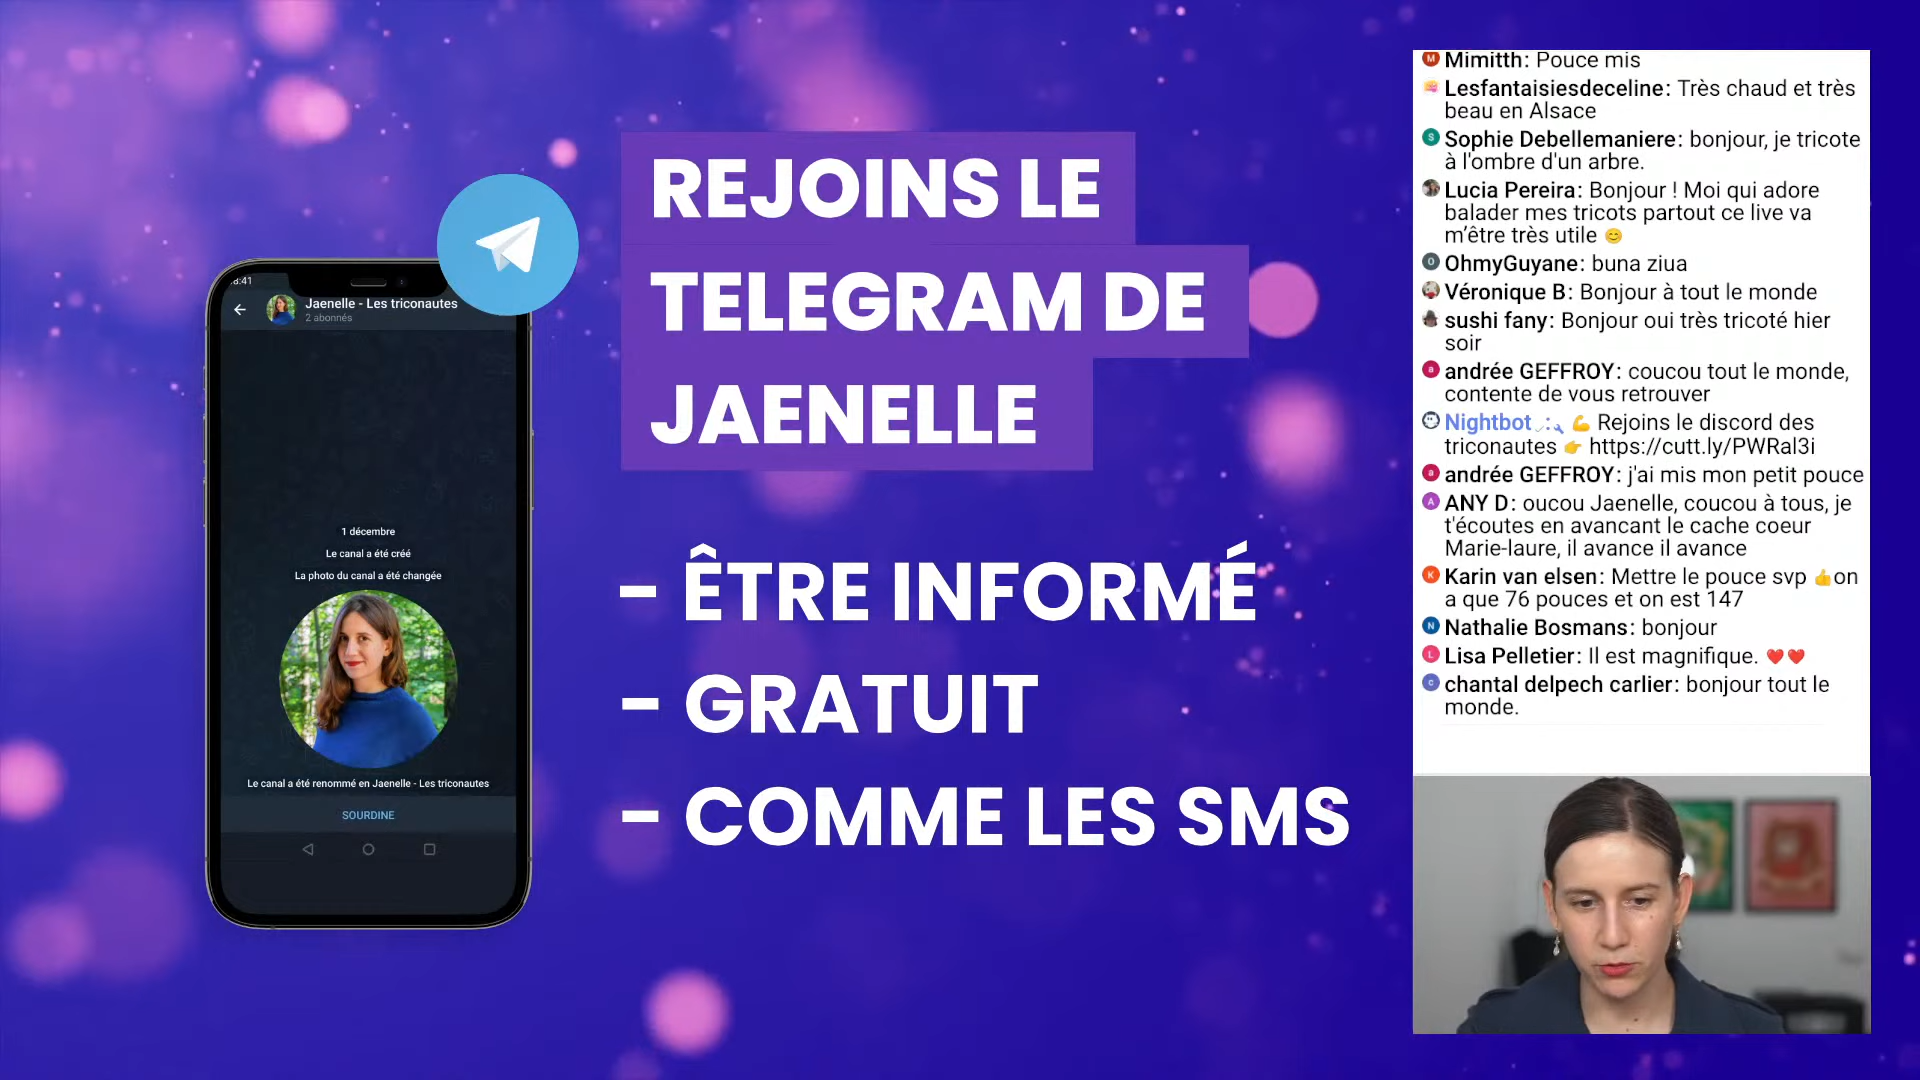 REJOINS LE
TELEGRAM DE
JAENELLE
- ÊTRE INFORMÉ
- GRATUIT
- COMME LES SMS
:41
Jaenelle - Les triconautes
2 abonnés
1 décembre
Le canal a été créé
La photo du canal a été changée
Le canal a été renommé en Jaenelle - Les triconautes
SOURDINE
M Mimitth: Pouce mis
Lesfantaisiesdeceline: Très chaud et très
beau en Alsace
S Sophie Debellemaniere: bonjour, je tricote
à l'ombre d'un arbre.
Lucia Pereira: Bonjour ! Moi qui adore
balader mes tricots partout ce live va
m'être très utile 😊
O OhmyGuyane: buna ziua
Véronique B: Bonjour à tout le monde
sushi fany: Bonjour oui très tricoté hier
soir
a andrée GEFFROY: coucou tout le monde,
contente de vous retrouver
Nightbot : 💪 Rejoins le discord des
triconautes 👉 https://cutt.ly/PWRal3i
a andrée GEFFROY: j'ai mis mon petit pouce
A ANY D: oucou Jaenelle, coucou à tous, je
t'écoutes en avancant le cache coeur
Marie-laure, il avance il avance
K Karin van elsen: Mettre le pouce svp 👍on
a que 76 pouces et on est 147
N Nathalie Bosmans: bonjour
L Lisa Pelletier: Il est magnifique. ❤️❤️
c chantal delpech carlier: bonjour tout le
monde.